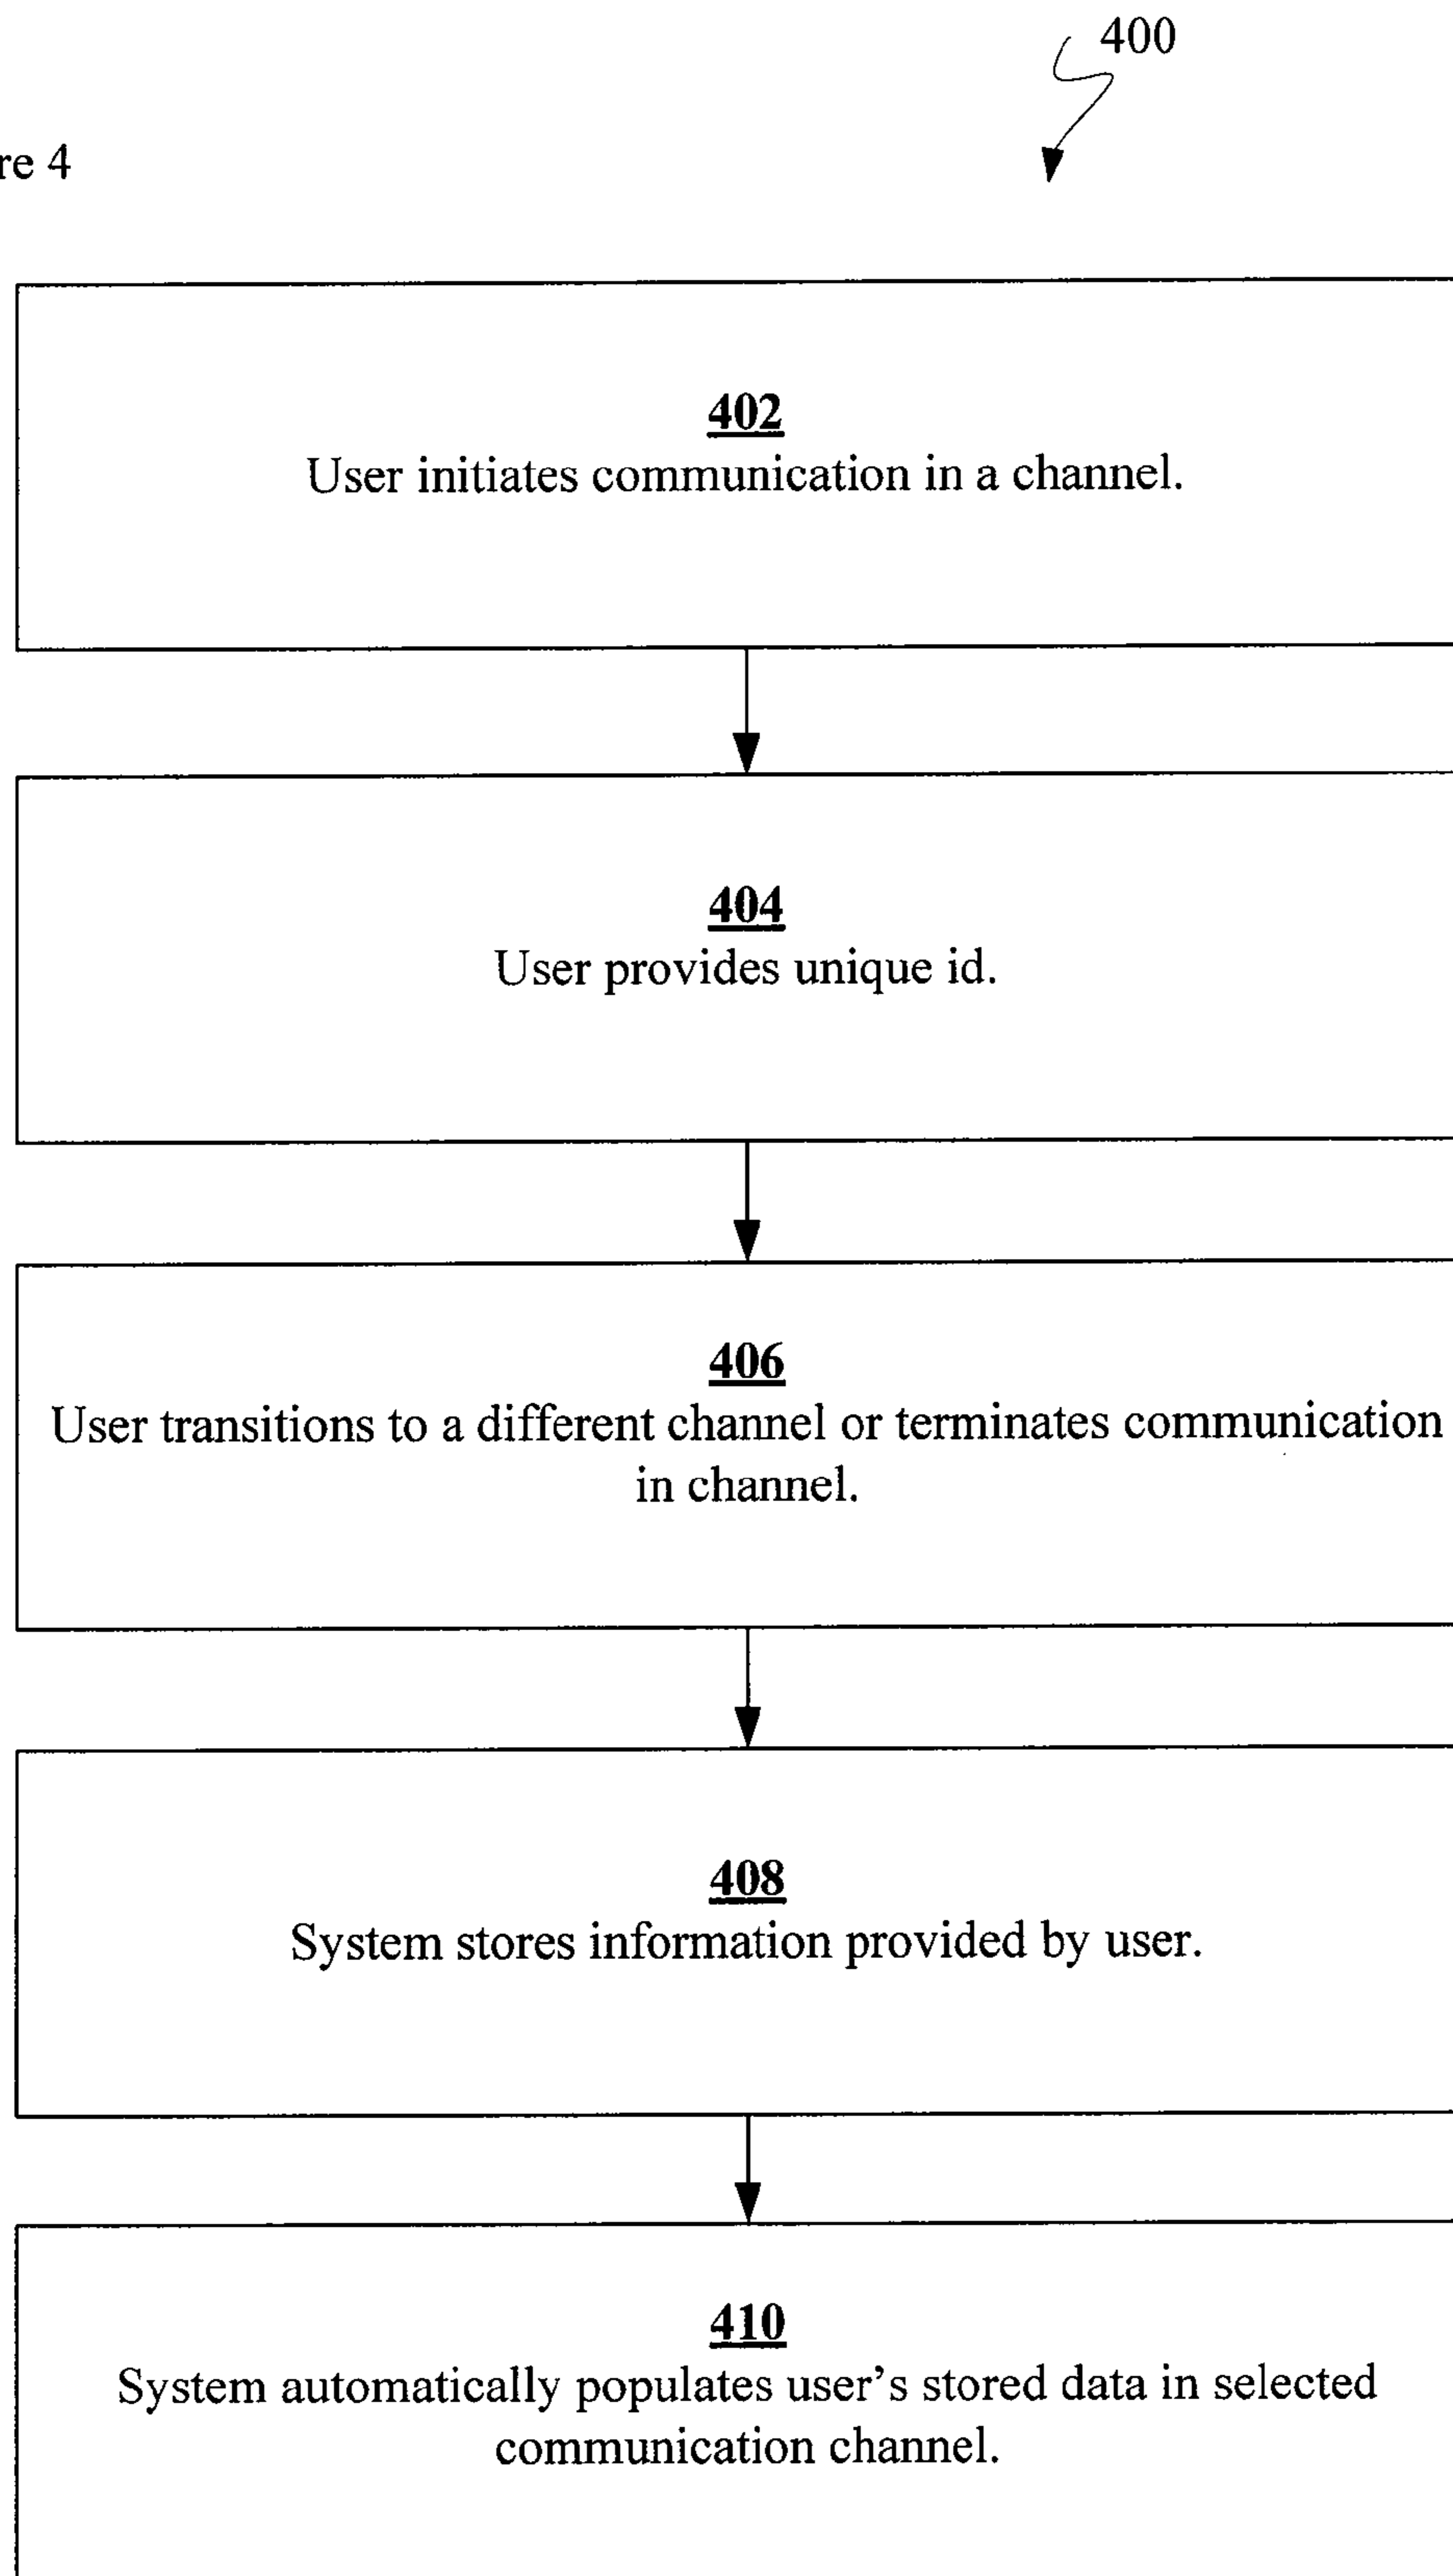 400
re 4
402
User initiates communication in a channel.
404
User provides unique id.
406
User transitions to a different channel or terminates communication
in channel.
408
System stores information provided by user.
410
System automatically populates user’s stored data in selected
communication channel.